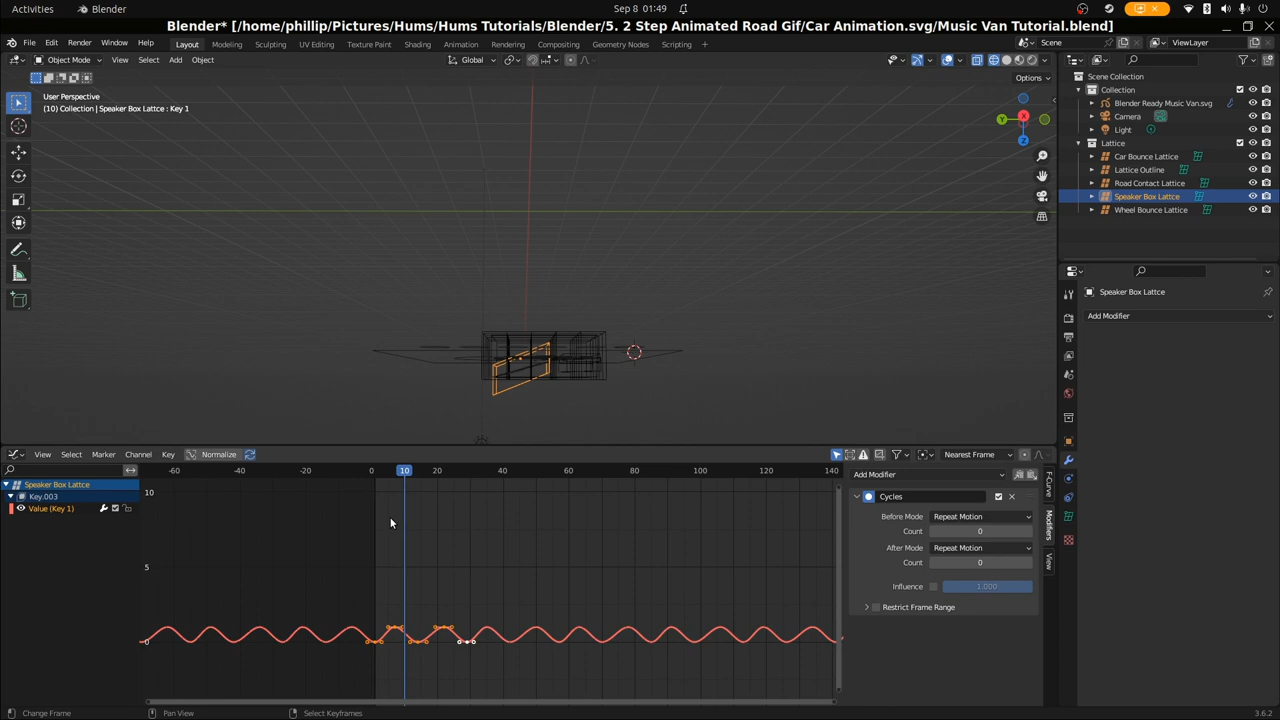 Activities
Blender
Sep 8 01:49
Blender* [/home/phillip/Pictures/Hums/Hums Tutorials/Blender/5. 2 Step Animated Road Gif/Car Animation.svg/Music Van Tutorial.blend]
File Edit Render Window Help
Layout Modeling Sculpting UV Editing Texture Paint Shading Animation Rendering Compositing Geometry Nodes Scripting +
Scene
ViewLayer
Object Mode
View Select Add Object
Global
Options
User Perspective
(10) Collection | Speaker Box Lattce : Key 1
X
Y
Z
Scene Collection
Collection
Blender Ready Music Van.svg
Camera
Light
Lattice
Car Bounce Lattice
Lattice Outline
Road Contact Lattice
Speaker Box Lattce
Wheel Bounce Lattice
Speaker Box Lattce
Add Modifier
View Select Marker Channel Key Normalize
Nearest Frame
-60 -40 -20 0 10 20 40 60 80 100 120 140
Speaker Box Lattce
Key.003
Value (Key 1)
10
5
0
Add Modifier
Cycles
Before Mode Repeat Motion
Count 0
After Mode Repeat Motion
Count 0
Influence 1.000
Restrict Frame Range
F-Curve
Modifiers
View
Change Frame
Pan View
Select Keyframes
3.6.2